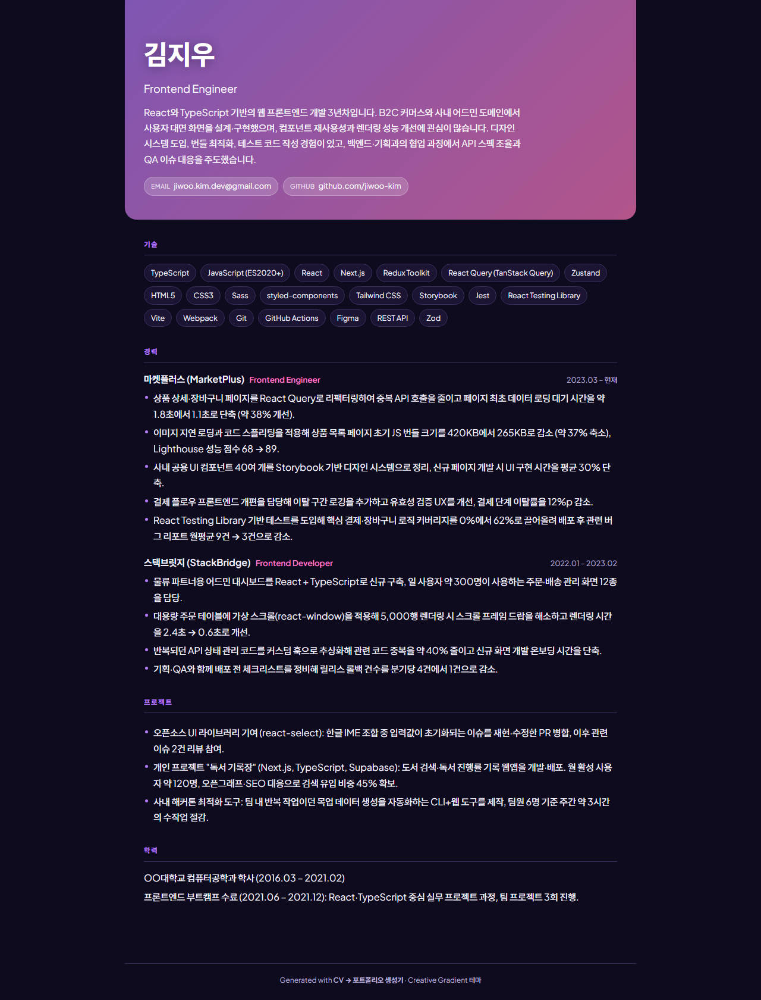 김지우
Frontend Engineer
React와 TypeScript 기반의 웹 프론트엔드 개발 3년차입니다. B2C 커머스와 사내 어드민 도메인에서
사용자 대면 화면을 설계·구현했으며, 컴포넌트 재사용성과 렌더링 성능 개선에 관심이 많습니다. 디자인
시스템 도입, 번들 최적화, 테스트 코드 작성 경험이 있고, 백엔드·기획과의 협업 과정에서 API 스펙 조율과
QA 이슈 대응을 주도했습니다.
EMAIL jiwoo.kim.dev@gmail.com GITHUB github.com/jiwoo-kim
기술
TypeScript JavaScript (ES2020+) React Next.js Redux Toolkit React Query (TanStack Query) Zustand
HTML5 CSS3 Sass styled-components Tailwind CSS Storybook Jest React Testing Library
Vite Webpack Git GitHub Actions Figma REST API Zod
경력
마켓플러스 (MarketPlus) Frontend Engineer 2023.03 – 현재
• 상품 상세·장바구니 페이지를 React Query로 리팩터링하여 중복 API 호출을 줄이고 페이지 최초 데이터 로딩 대기 시간을 약
1.8초에서 1.1초로 단축 (약 38% 개선).
• 이미지 지연 로딩과 코드 스플리팅을 적용해 상품 목록 페이지 초기 JS 번들 크기를 420KB에서 265KB로 감소 (약 37% 축소),
Lighthouse 성능 점수 68 → 89.
• 사내 공용 UI 컴포넌트 40여 개를 Storybook 기반 디자인 시스템으로 정리, 신규 페이지 개발 시 UI 구현 시간을 평균 30% 단
축.
• 결제 플로우 프론트엔드 개편을 담당해 이탈 구간 로깅을 추가하고 유효성 검증 UX를 개선, 결제 단계 이탈률을 12%p 감소.
• React Testing Library 기반 테스트를 도입해 핵심 결제·장바구니 로직 커버리지를 0%에서 62%로 끌어올려 배포 후 관련 버
그 리포트 월평균 9건 → 3건으로 감소.
스택브릿지 (StackBridge) Frontend Developer 2022.01 – 2023.02
• 물류 파트너용 어드민 대시보드를 React + TypeScript로 신규 구축, 일 사용자 약 300명이 사용하는 주문·배송 관리 화면 12종
을 담당.
• 대용량 주문 테이블에 가상 스크롤(react-window)을 적용해 5,000행 렌더링 시 스크롤 프레임 드랍을 해소하고 렌더링 시간
을 2.4초 → 0.6초로 개선.
• 반복되던 API 상태 관리 코드를 커스텀 훅으로 추상화해 관련 코드 중복을 약 40% 줄이고 신규 화면 개발 온보딩 시간을 단축.
• 기획·QA와 함께 배포 전 체크리스트를 정비해 릴리스 롤백 건수를 분기당 4건에서 1건으로 감소.
프로젝트
• 오픈소스 UI 라이브러리 기여 (react-select): 한글 IME 조합 중 입력값이 초기화되는 이슈를 재현·수정한 PR 병합, 이후 관련
이슈 2건 리뷰 참여.
• 개인 프로젝트 "독서 기록장" (Next.js, TypeScript, Supabase): 도서 검색·독서 진행률 기록 웹앱을 개발·배포. 월 활성 사용
자 약 120명, 오픈그래프·SEO 대응으로 검색 유입 비중 45% 확보.
• 사내 해커톤 최적화 도구: 팀 내 반복 작업이던 목업 데이터 생성을 자동화하는 CLI+웹 도구를 제작, 팀원 6명 기준 주간 약 3시간
의 수작업 절감.
학력
OO대학교 컴퓨터공학과 학사 (2016.03 – 2021.02)
프론트엔드 부트캠프 수료 (2021.06 – 2021.12): React·TypeScript 중심 실무 프로젝트 과정, 팀 프로젝트 3회 진행.
Generated with CV → 포트폴리오 생성기 · Creative Gradient 테마